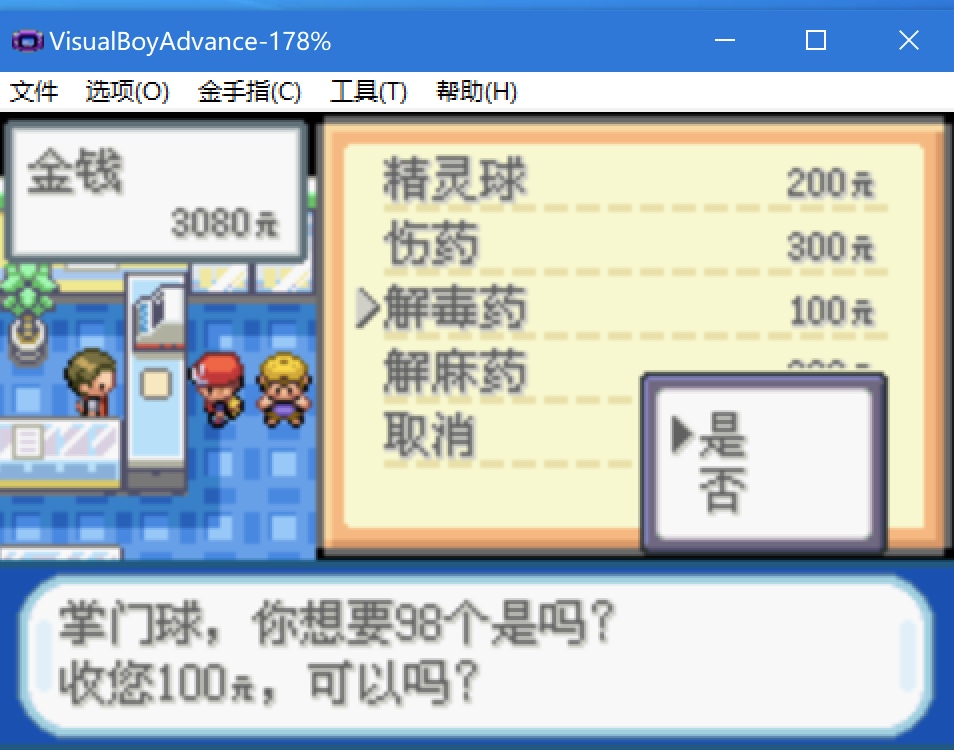 VisualBoyAdvance-178%
文件 选项(O) 金手指(C) 工具(T) 帮助(H)
金钱
3080元
精灵球 200元
伤药 300元
解毒药 100元
解麻药
取消
是
否
掌门球，你想要98个是吗？
收您100元，可以吗？